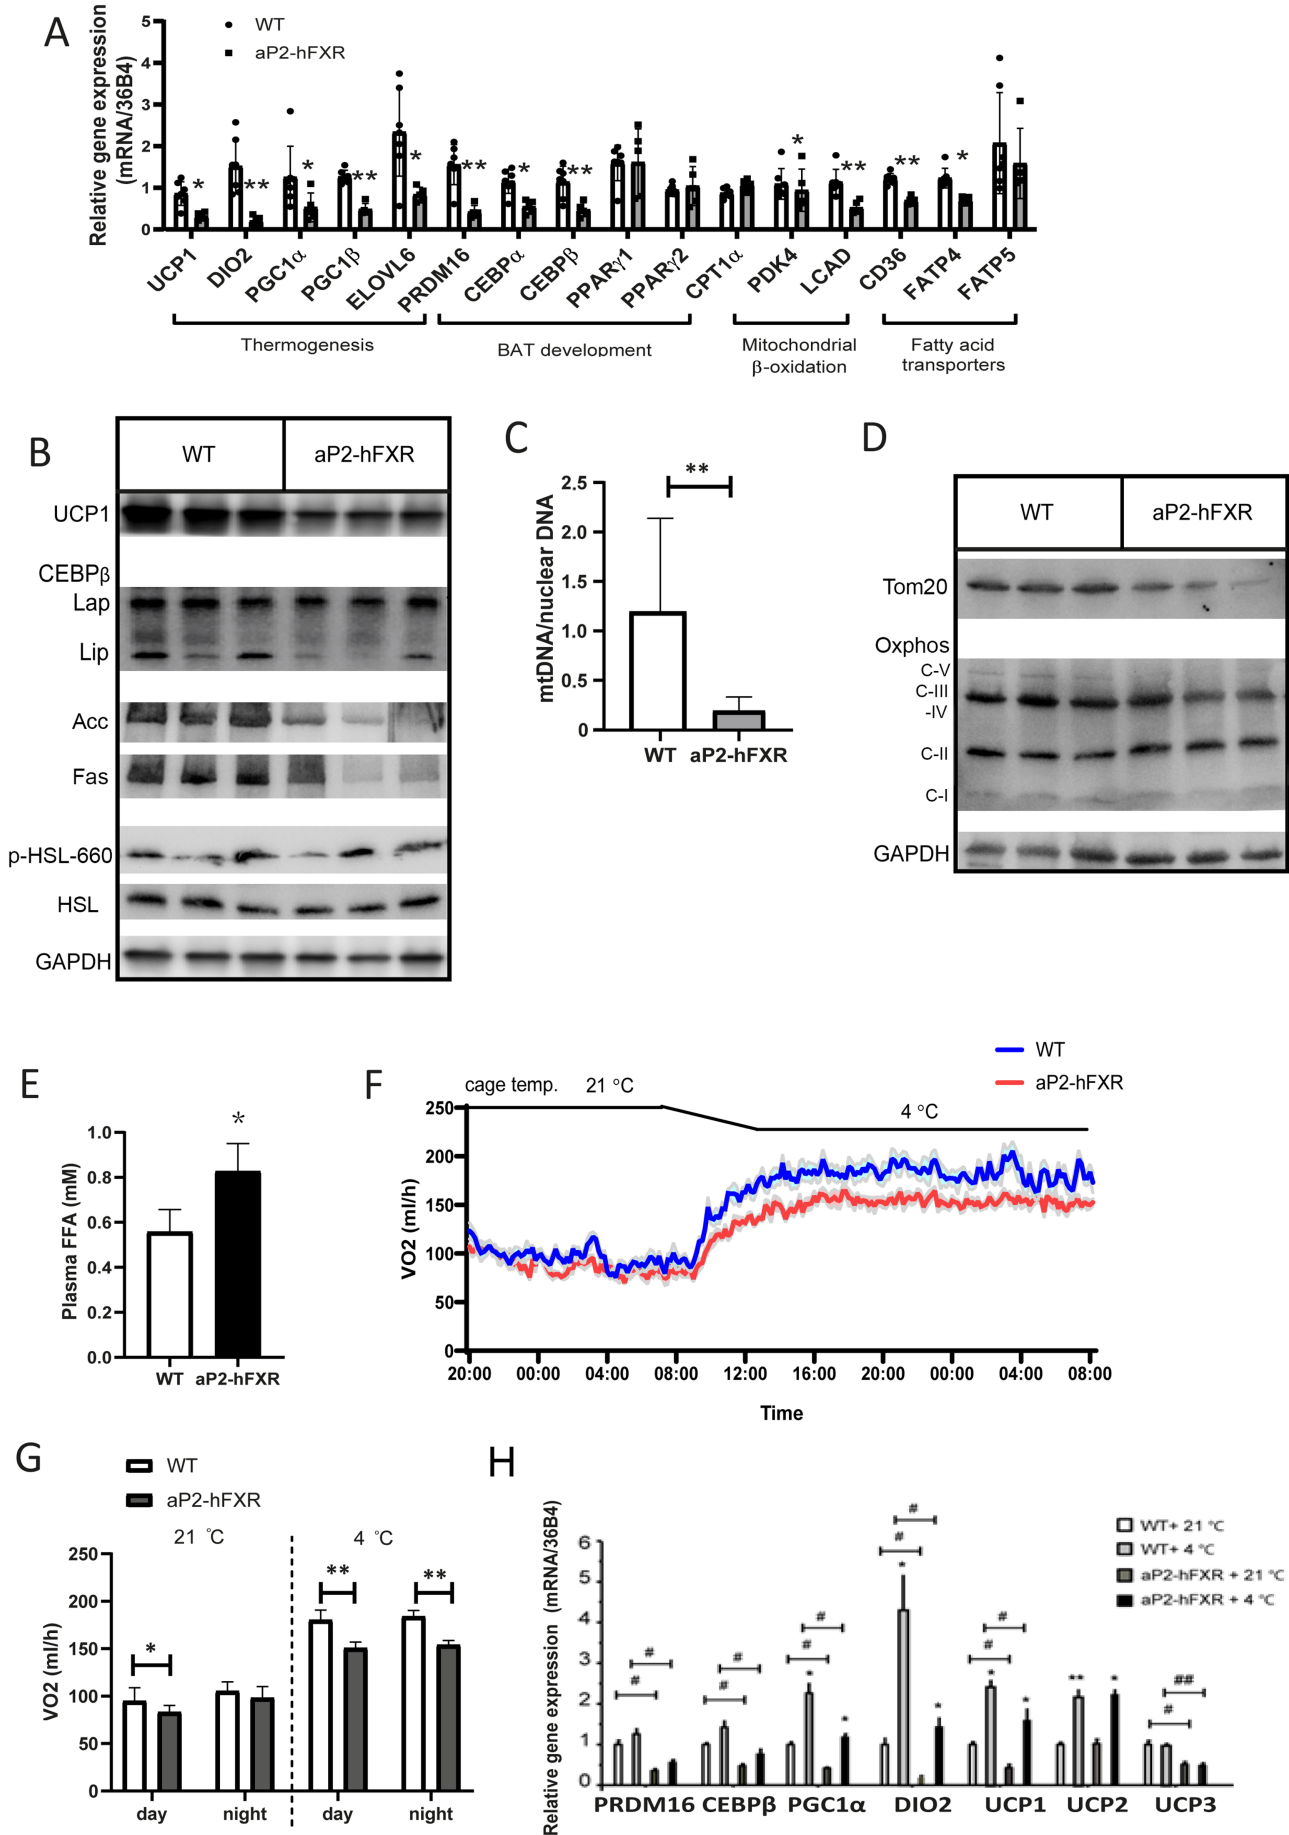 A
Relative gene expression
(mRNA/36B4)
WT
aP2-hFXR
5
4
3
2
1
0
* ** * ** * ** * ** * ** ** *
UCP1 DIO2 PGC1α PGC1β ELOVL6 PRDM16 CEBPα CEBPβ PPARγ1 PPARγ2 CPT1α PDK4 LCAD CD36 FATP4 FATP5
Thermogenesis
BAT development
Mitochondrial
β-oxidation
Fatty acid
transporters
B
WT aP2-hFXR
UCP1
CEBPβ
Lap
Lip
Acc
Fas
p-HSL-660
HSL
GAPDH
C
mtDNA/nuclear DNA
**
2.5
2.0
1.5
1.0
0.5
0
WT aP2-hFXR
D
WT aP2-hFXR
Tom20
Oxphos
C-V
C-III
-IV
C-II
C-I
GAPDH
E
Plasma FFA (mM)
*
1.0
0.8
0.6
0.4
0.2
0.0
WT aP2-hFXR
F
WT
aP2-hFXR
cage temp. 21 °C
4 °C
VO2 (ml/h)
250
200
150
100
50
0
20:00 00:00 04:00 08:00 12:00 16:00 20:00 00:00 04:00 08:00
Time
G
WT
aP2-hFXR
21 °C 4 °C
VO2 (ml/h)
250
200
150
100
50
0
* ** **
day night day night
H
Relative gene expression (mRNA/36B4)
WT+ 21 °C
WT+ 4 °C
aP2-hFXR + 21 °C
aP2-hFXR + 4 °C
6
5
4
3
2
1
0
# # # # # # * * # # * * # # * * ** * # ##
PRDM16 CEBPβ PGC1α DIO2 UCP1 UCP2 UCP3